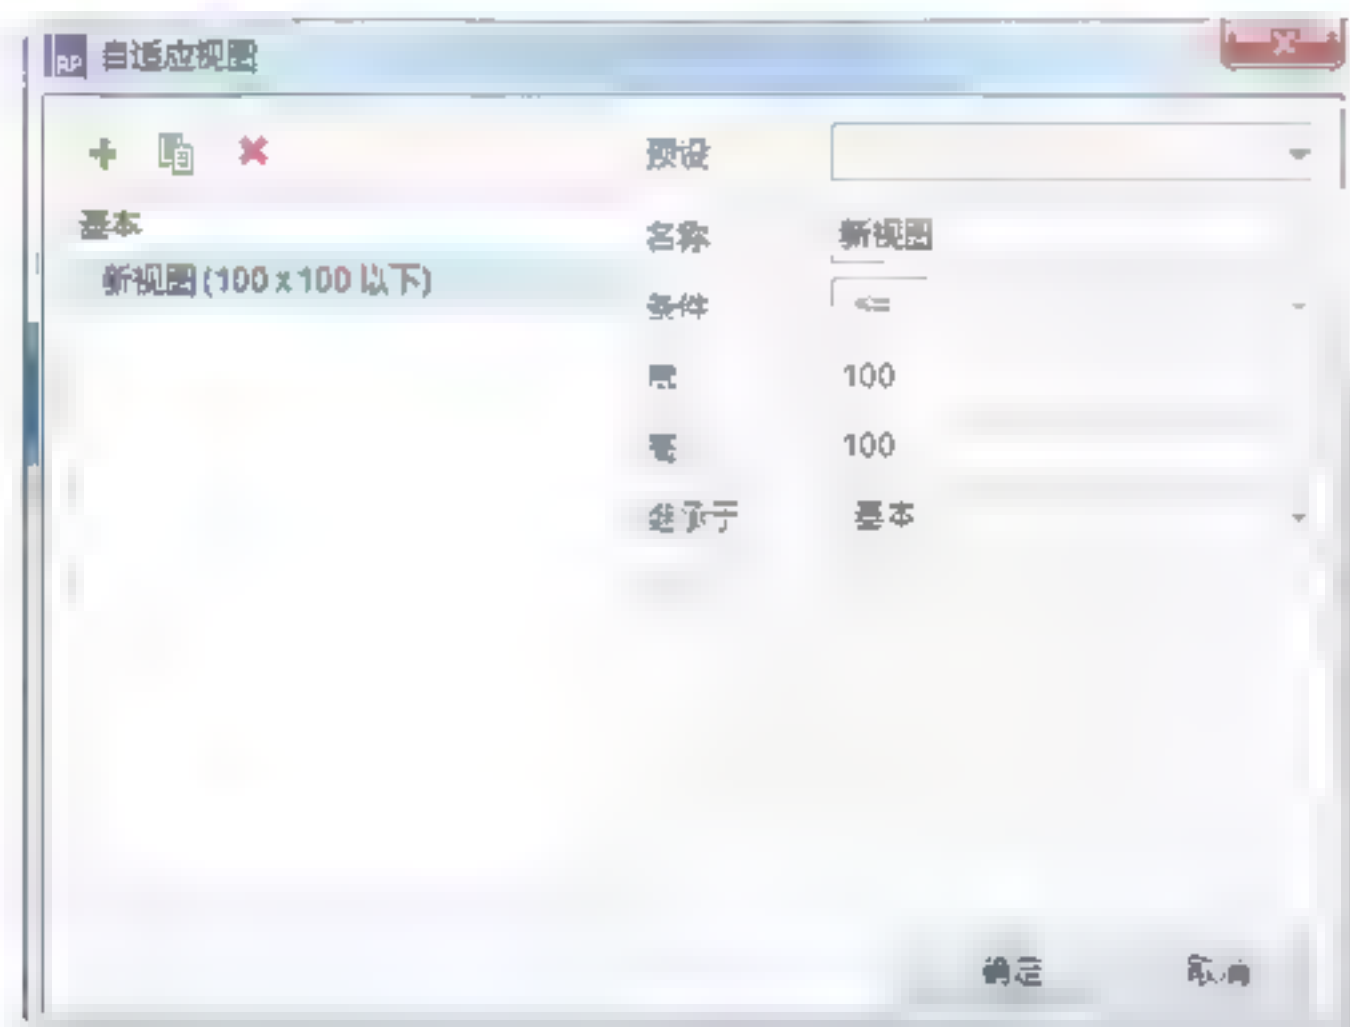 RP 自适应视图
预设
基本
名称 新视图
新视图 (100 x 100 以下)
条件 <=
宽 100
高 100
继承于 基本
确定 取消